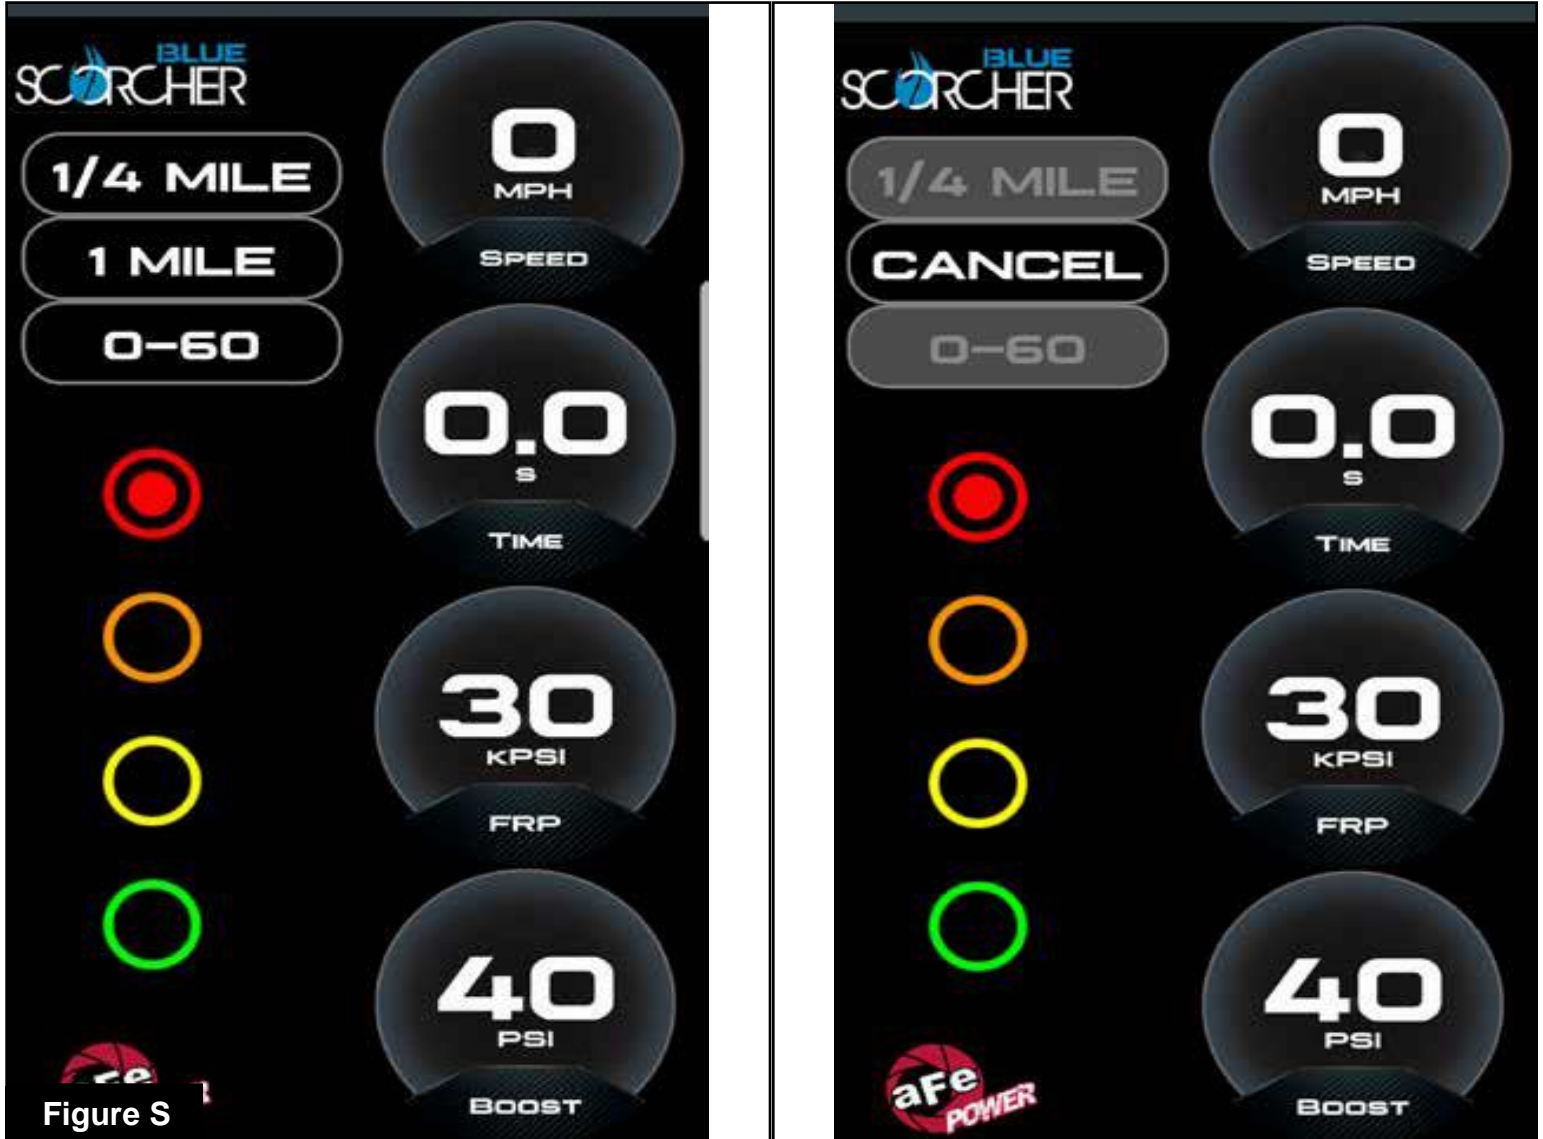 BLUE
SCORCHER
1/4 MILE
1 MILE
0-60
0
MPH
SPEED
0.0
S
TIME
30
KPSI
FRP
40
PSI
BOOST
aFe
Figure S
BLUE
SCORCHER
1/4 MILE
CANCEL
0-60
0
MPH
SPEED
0.0
S
TIME
30
KPSI
FRP
40
PSI
BOOST
aFe
POWER